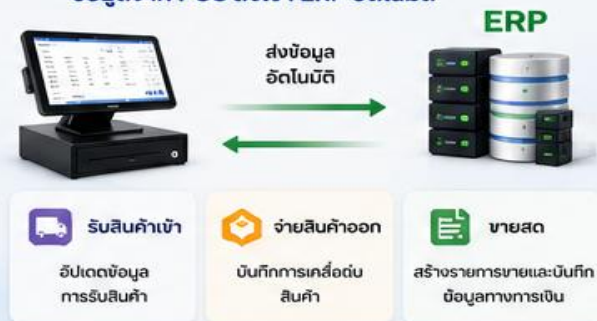 ERP
ส่งข้อมูล
อัตโนมัติ
รับสินค้าเข้า
อัปเดตข้อมูล
การรับสินค้า
จ่ายสินค้าออก
บันทึกการเคลื่อต่บ
สินค้า
ขายสด
สร้างรายการขายและบันทึก
ข้อมูลทางการเงิน